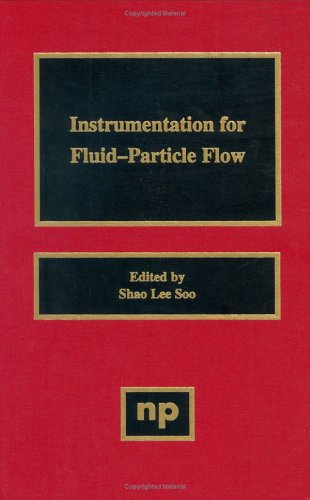 Instrumentation for
Fluid–Particle Flow
Edited by
Shao Lee Soo
np